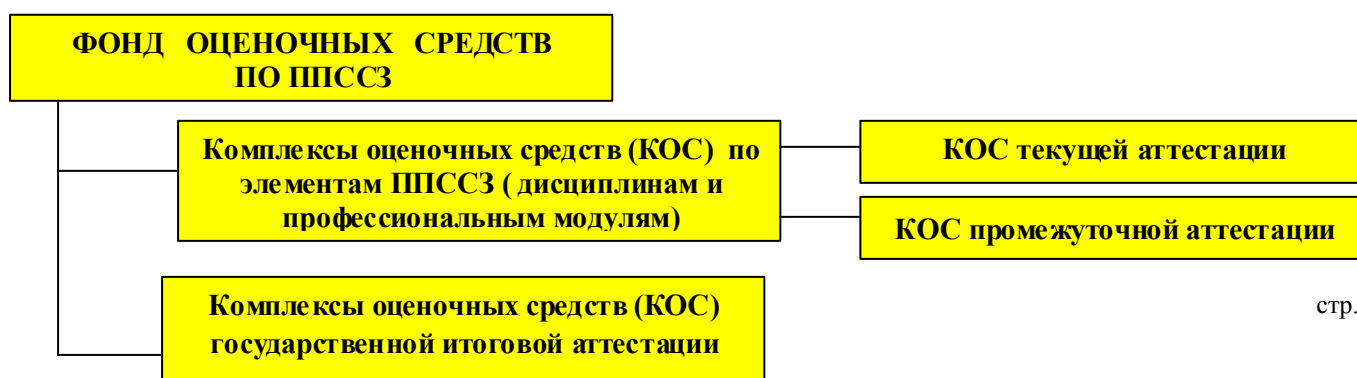 ФОНД ОЦЕНОЧНЫХ СРЕДСТВ
ПО ППССЗ
Комплексы оценочных средств (КОС) по
элементам ППССЗ ( дисциплинам и
профессиональным модулям)
КОС текущей аттестации
КОС промежуточной аттестации
Комплексы оценочных средств (КОС)
государственной итоговой аттестации
стр.